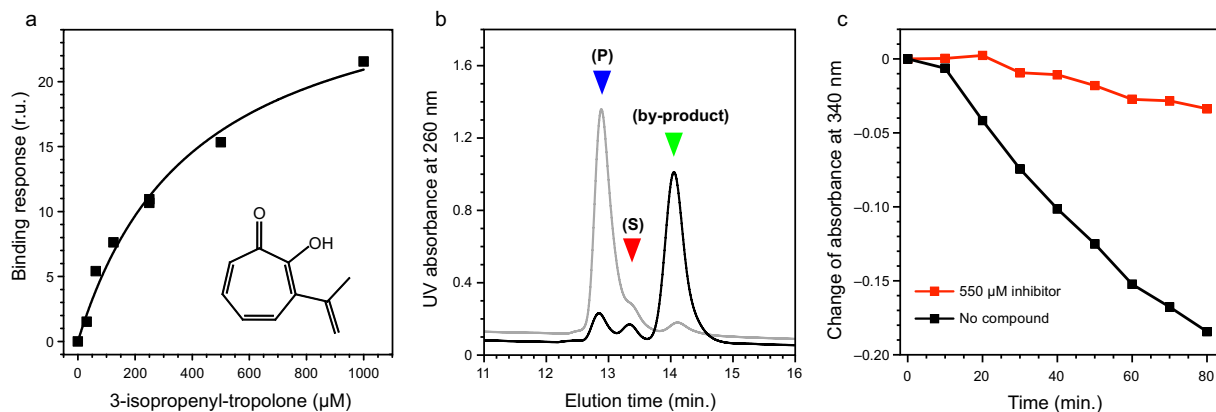 a
Binding response (r.u.)
20
15
10
5
0
O
OH
0
200
400
600
800
1000
3-isopropenyl-tropolone (µM)
b
UV absorbance at 260 nm
1.6
1.2
0.8
0.4
0
(P)
(S)
(by-product)
11
12
13
14
15
16
Elution time (min.)
c
Change of absorbance at 340 nm
0
–0.05
–0.10
–0.15
–0.20
550 µM inhibitor
No compound
0
20
40
60
80
Time (min.)